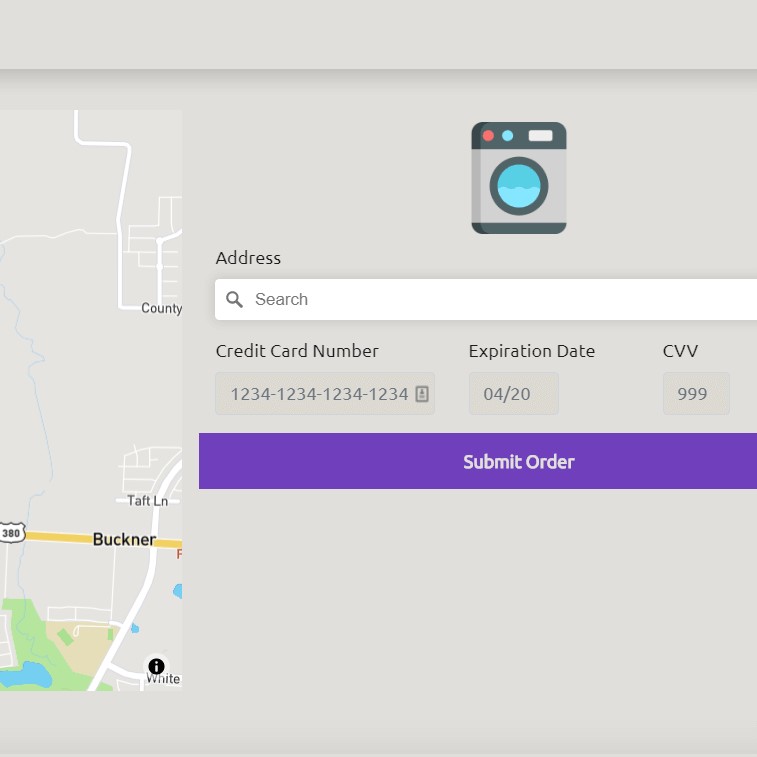 Address
Search
Credit Card Number
Expiration Date
CVV
1234-1234-1234-1234
04/20
999
Submit Order
County
Taft Ln
380
Buckner
F
White